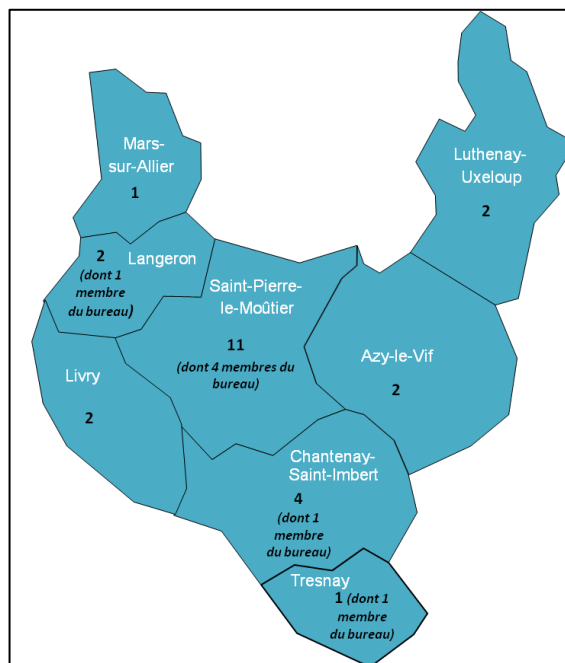 Mars-
sur-Allier
1
Luthenay-
Uxeloup
2
2
Langeron
(dont 1
membre
du bureau)
Saint-Pierre-
le-Moûtier
11
(dont 4 membres du
bureau)
Azy-le-Vif
2
Livry
2
Chantenay-
Saint-Imbert
4
(dont 1
membre
du bureau)
Tresnay
1 (dont 1
membre
du bureau)